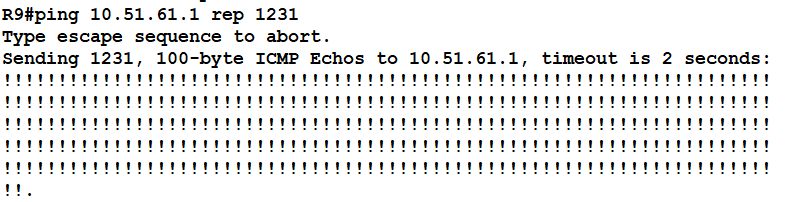 R9#ping 10.51.61.1 rep 1231
Type escape sequence to abort.
Sending 1231, 100-byte ICMP Echos to 10.51.61.1, timeout is 2 seconds:
!!!!!!!!!!!!!!!!!!!!!!!!!!!!!!!!!!!!!!!!!!!!!!!!!!!!!!!!!!!!!!!!!!!!!!
!!!!!!!!!!!!!!!!!!!!!!!!!!!!!!!!!!!!!!!!!!!!!!!!!!!!!!!!!!!!!!!!!!!!!!
!!!!!!!!!!!!!!!!!!!!!!!!!!!!!!!!!!!!!!!!!!!!!!!!!!!!!!!!!!!!!!!!!!!!!!
!!!!!!!!!!!!!!!!!!!!!!!!!!!!!!!!!!!!!!!!!!!!!!!!!!!!!!!!!!!!!!!!!!!!!!
!!!!!!!!!!!!!!!!!!!!!!!!!!!!!!!!!!!!!!!!!!!!!!!!!!!!!!!!!!!!!!!!!!!!!!
!!.